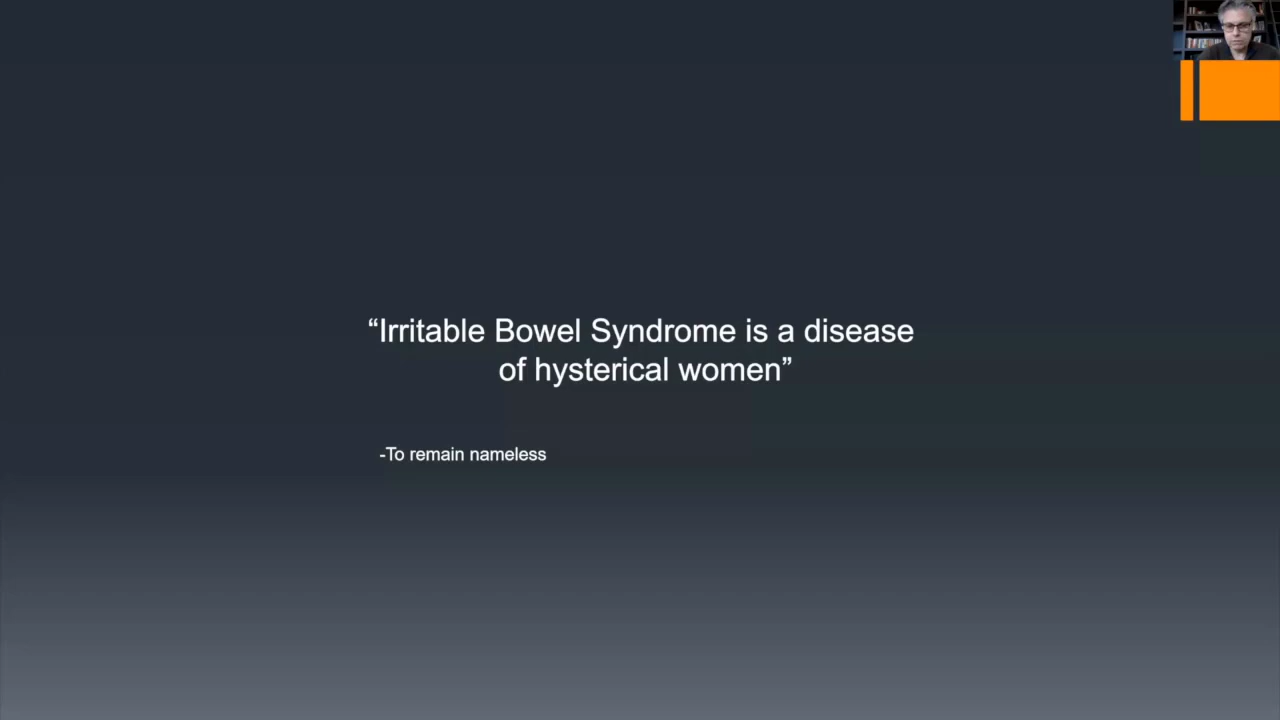 “Irritable Bowel Syndrome is a disease
of hysterical women”
-To remain nameless